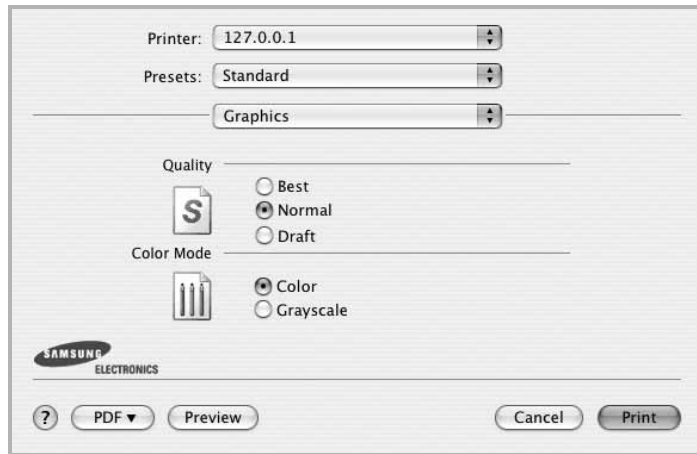 Printer: 127.0.0.1
Presets: Standard
Graphics
Quality
S
Best
Normal
Draft
Color Mode
Color
Grayscale
SAMSUNG
ELECTRONICS
? PDF Preview Cancel Print